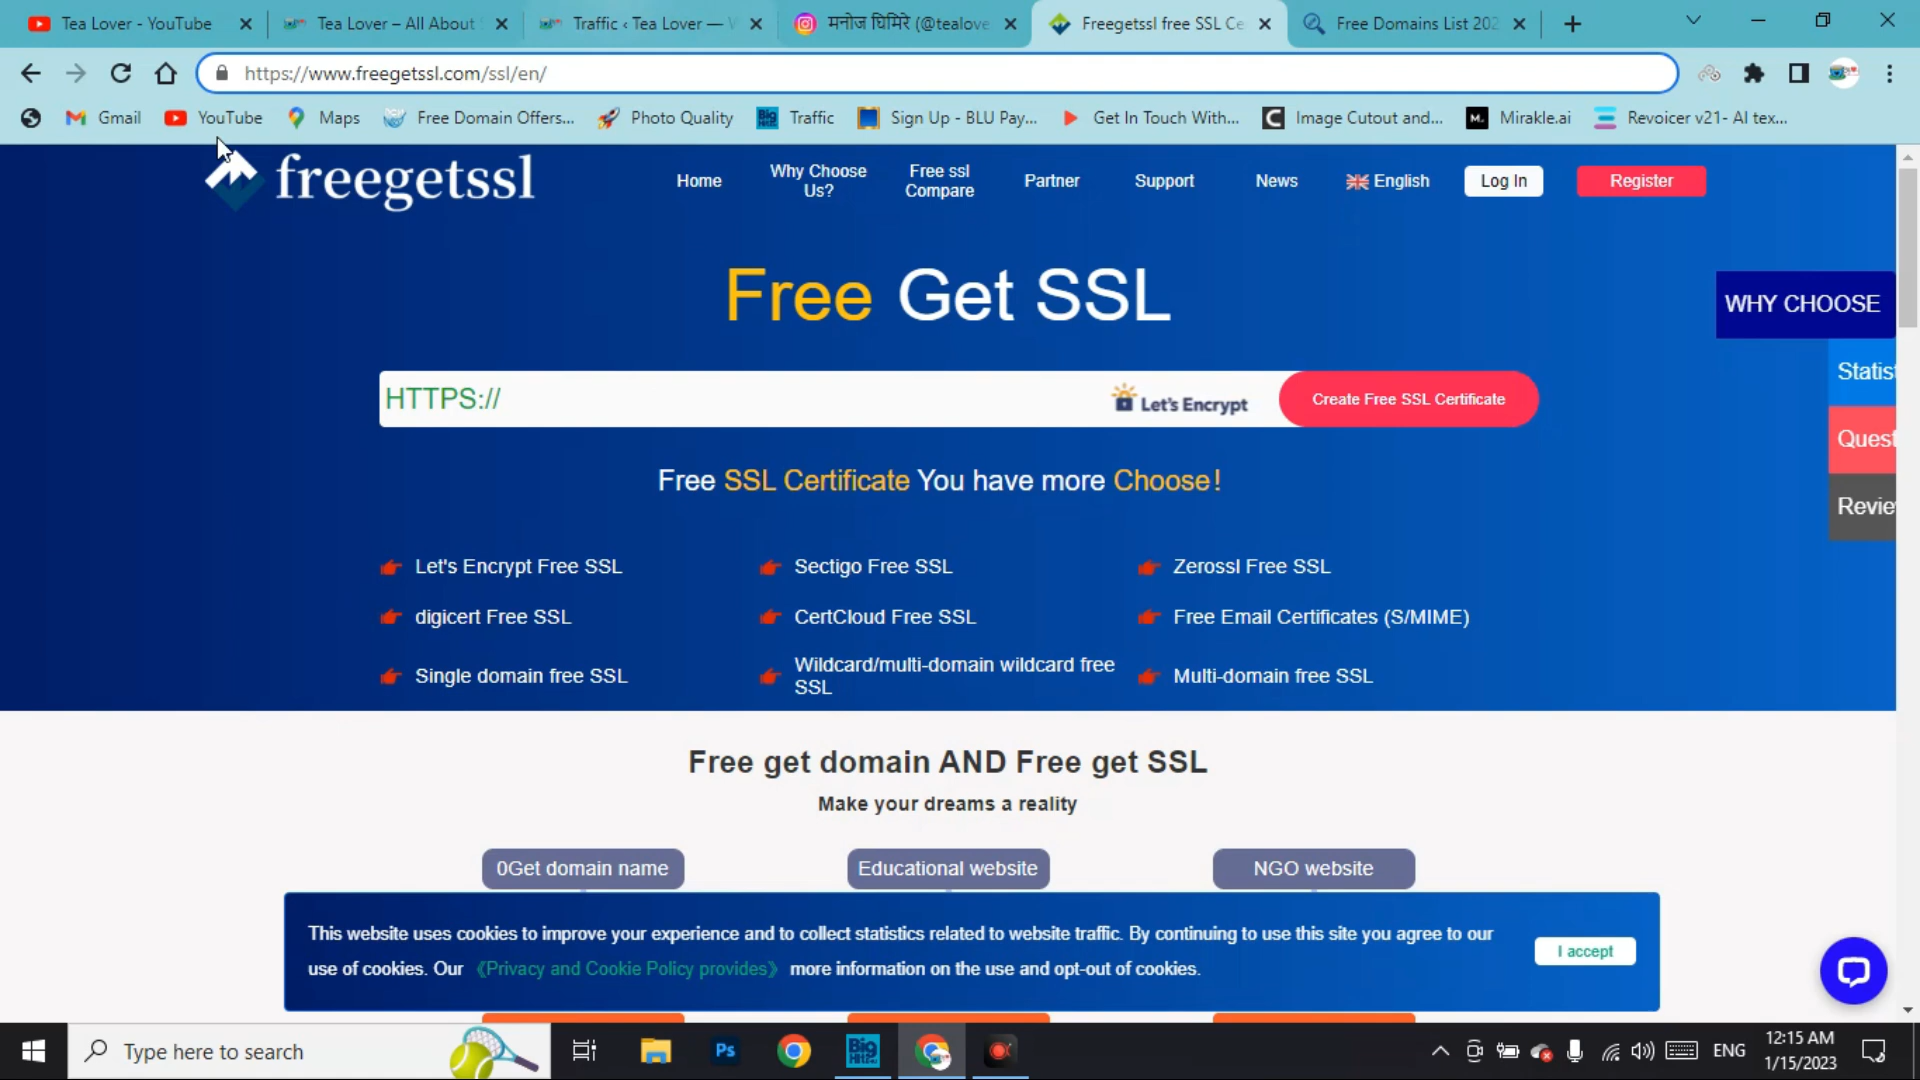 Tea Lover - YouTube
Tea Lover – All About
Traffic ‹ Tea Lover —
मनोज घिमिरे (@tealove
Freegetssl free SSL Ce
Free Domains List 202
https://www.freegetssl.com/ssl/en/
Gmail
YouTube
Maps
Free Domain Offers...
Photo Quality
Big
Traffic
Sign Up - BLU Pay...
Get In Touch With...
Image Cutout and...
Mirakle.ai
Revoicer v21- AI tex...
freegetssl
Home
Why Choose
Us?
Free ssl
Compare
Partner
Support
News
English
Log In
Register
Free Get SSL
WHY CHOOSE
HTTPS://
Let's Encrypt
Create Free SSL Certificate
Statis
Quest
Revie
Free SSL Certificate You have more Choose!
Let's Encrypt Free SSL
Sectigo Free SSL
Zerossl Free SSL
digicert Free SSL
CertCloud Free SSL
Free Email Certificates (S/MIME)
Single domain free SSL
Wildcard/multi-domain wildcard free
SSL
Multi-domain free SSL
Free get domain AND Free get SSL
Make your dreams a reality
0Get domain name
Educational website
NGO website
This website uses cookies to improve your experience and to collect statistics related to website traffic. By continuing to use this site you agree to our
use of cookies. Our 《Privacy and Cookie Policy provides》 more information on the use and opt-out of cookies.
I accept
Type here to search
Ps
Big
ENG
12:15 AM
1/15/2023